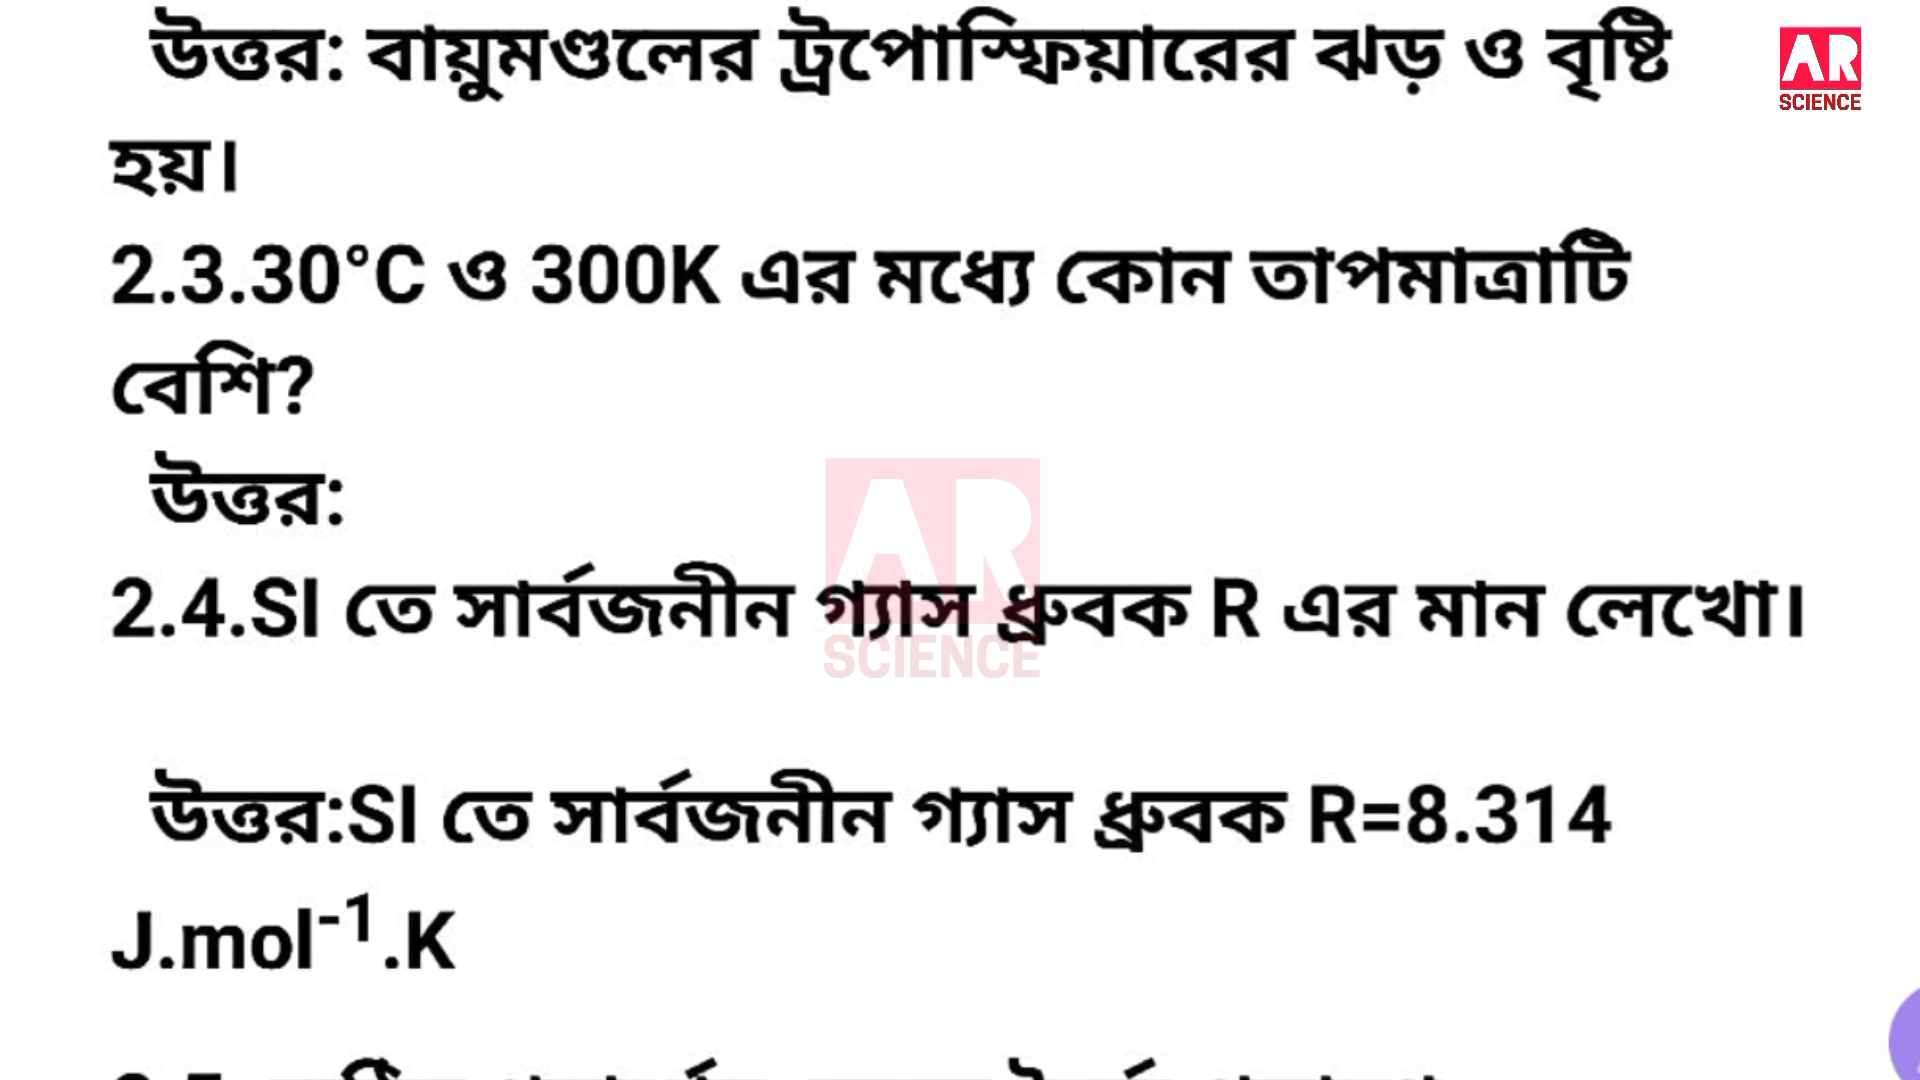 উত্তর: বায়ুমণ্ডলের ট্রপোস্ফিয়ারের ঝড় ও বৃষ্টি
হয়।
AR
SCIENCE
2.3.30°C ও 300K এর মধ্যে কোন তাপমাত্রাটি
বেশি?
উত্তর:
AR
SCIENCE
2.4.SI তে সার্বজনীন গ্যাস ধ্রুবক R এর মান লেখো।
উত্তর:SI তে সার্বজনীন গ্যাস ধ্রুবক R=8.314
J.mol⁻¹.K